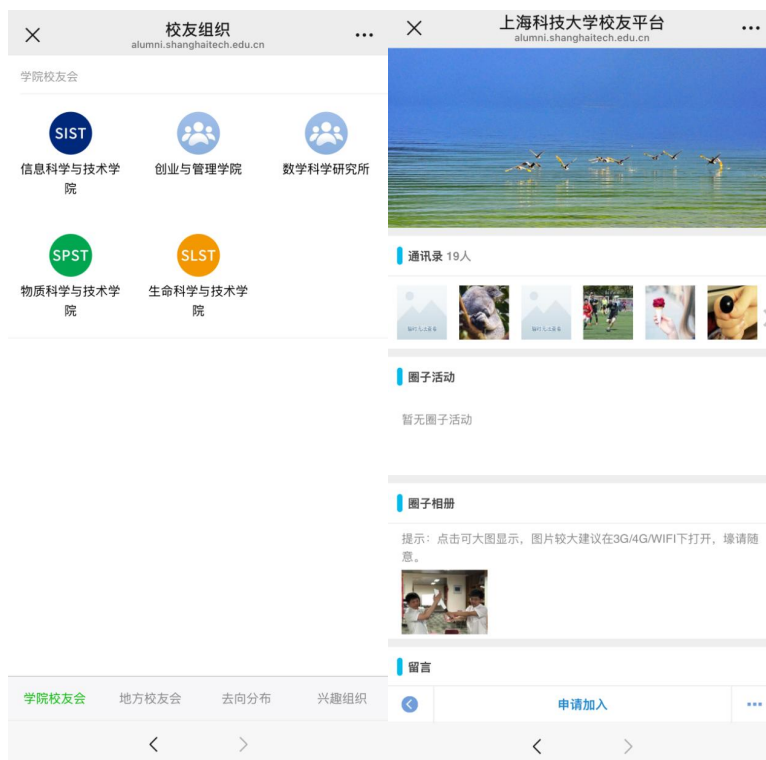 校友组织
alumni.shanghaitech.edu.cn
学院校友会
SIST
信息科学与技术学
院
创业与管理学院
数学科学研究所
SPST
物质科学与技术学
院
SLST
生命科学与技术学
院
学院校友会 地方校友会 去向分布 兴趣组织
上海科技大学校友平台
alumni.shanghaitech.edu.cn
通讯录 19人
圈子活动
暂无圈子活动
圈子相册
提示：点击可大图显示，图片较大建议在3G/4G/WIFI下打开，壕请随
意。
留言
申请加入